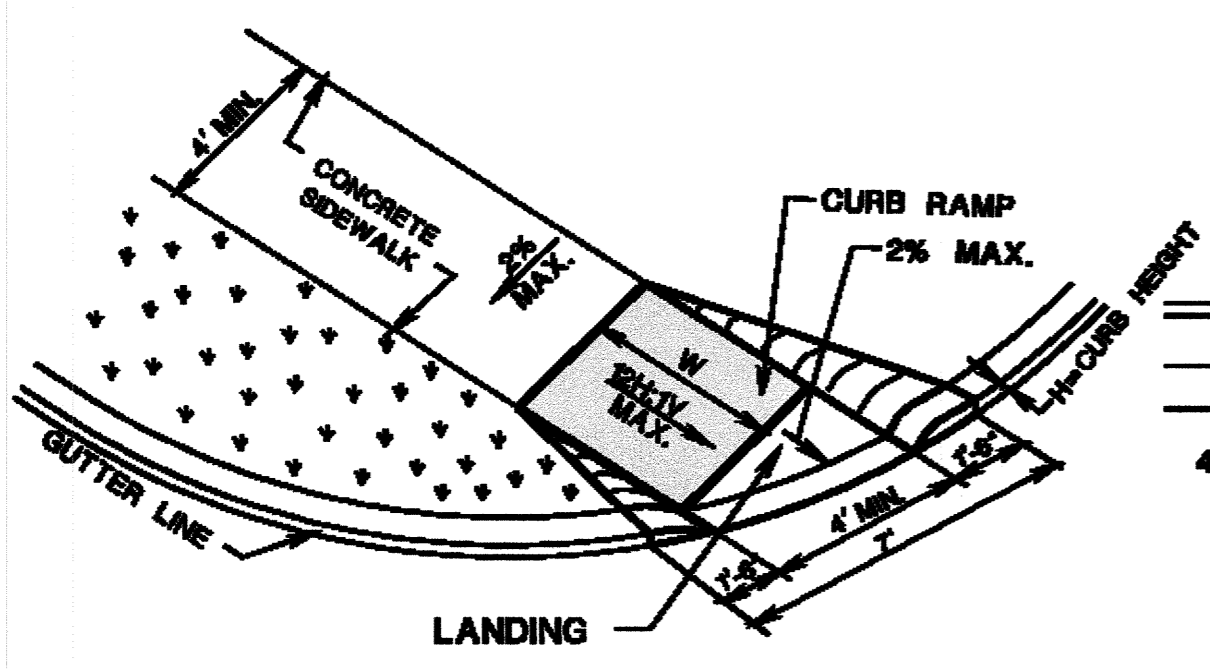 4' MIN.
CONCRETE
SIDEWALK
2%
MAX.
CURB RAMP
2% MAX.
H=CURB HEIGHT
W
12H:1V
MAX.
GUTTER LINE
LANDING
1'-6"
4' MIN.
1'-6"
7'
4